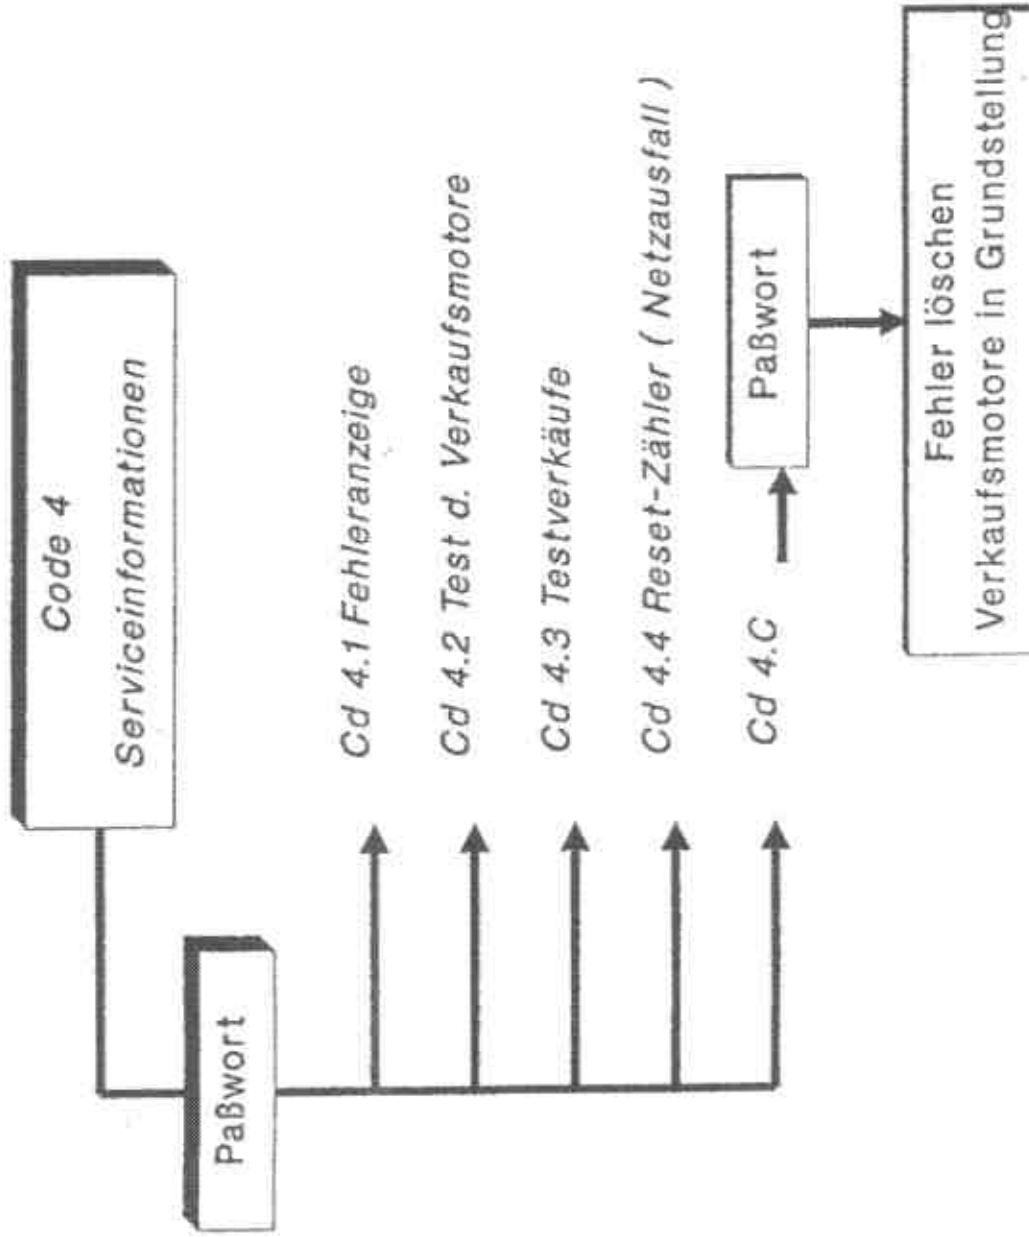 Code 4
Serviceinformationen
Paßwort
Cd 4.1 Fehleranzeige
Cd 4.2 Test d. Verkaufsmotore
Cd 4.3 Testverkäufe
Cd 4.4 Reset-Zähler ( Netzausfall )
Cd 4.C
Paßwort
Fehler löschen
Verkaufsmotore in Grundstellung